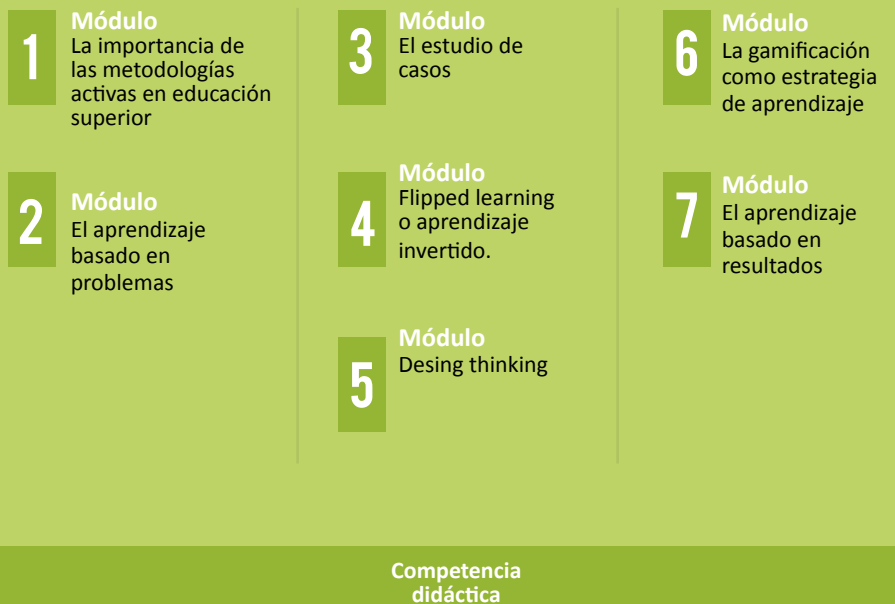 1
Módulo
La importancia de
las metodologías
activas en educación
superior
2
Módulo
El aprendizaje
basado en
problemas
3
Módulo
El estudio de
casos
4
Módulo
Flipped learning
o aprendizaje
invertido.
5
Módulo
Desing thinking
6
Módulo
La gamificación
como estrategia
de aprendizaje
7
Módulo
El aprendizaje
basado en
resultados
Competencia
didáctica